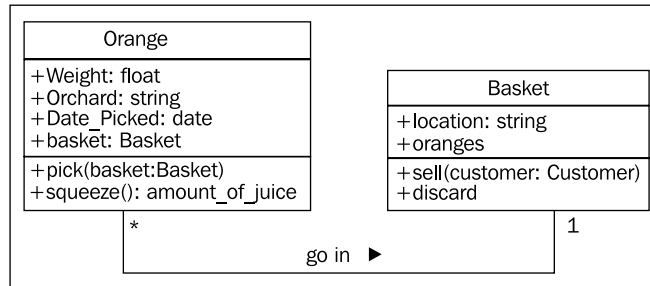 Orange
+Weight: float
+Orchard: string
+Date_Picked: date
+basket: Basket
+pick(basket:Basket)
+squeeze(): amount_of_juice
Basket
+location: string
+oranges
+sell(customer: Customer)
+discard
*
1
go in ▶